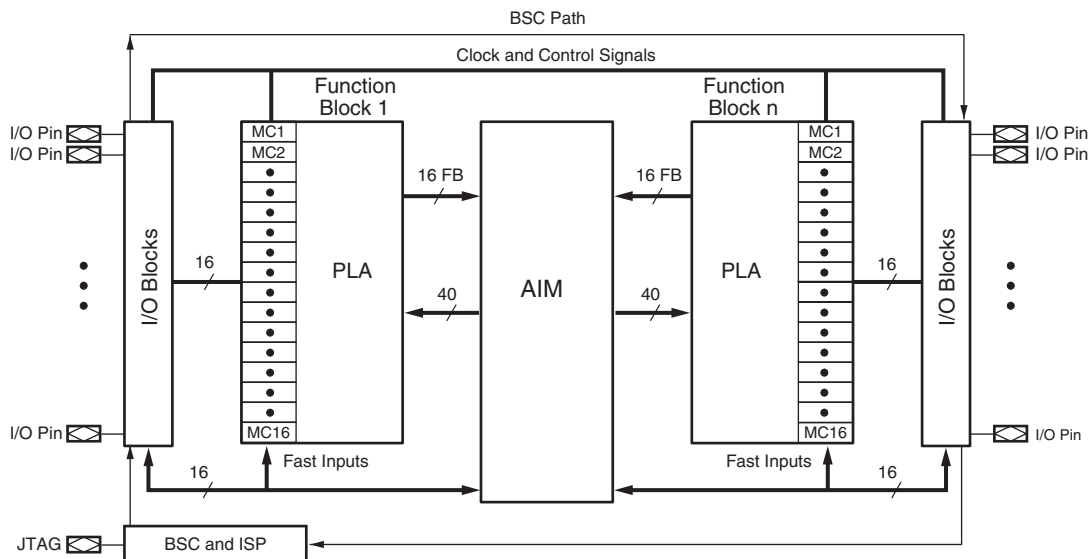 BSC Path
Clock and Control Signals
Function
Block 1
Function
Block n
I/O Pin
I/O Pin
I/O Pin
I/O Blocks
16
MC1
MC2
MC16
PLA
16 FB
40
AIM
16 FB
40
PLA
MC1
MC2
MC16
16
I/O Blocks
I/O Pin
I/O Pin
I/O Pin
16
Fast Inputs
Fast Inputs
16
JTAG
BSC and ISP